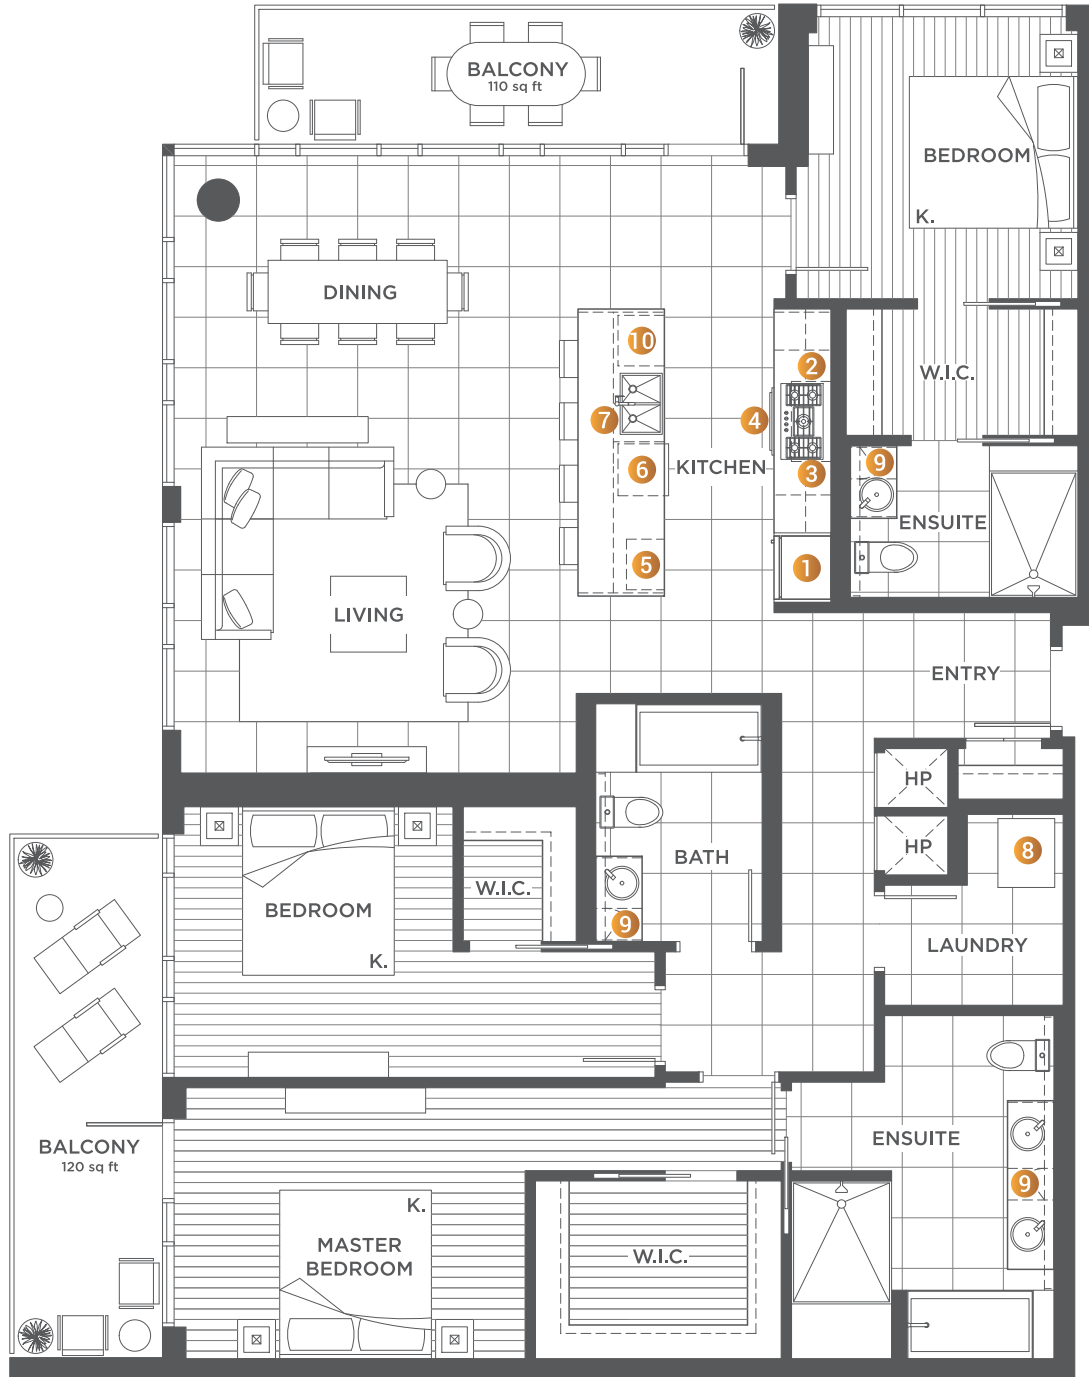 BALCONY
110 sq ft
BEDROOM
K.
DINING
10
2
W.I.C.
7
4
KITCHEN
6
3
9
ENSUITE
5
1
LIVING
ENTRY
HP
HP
8
BATH
W.I.C.
BEDROOM
9
K.
LAUNDRY
BALCONY
120 sq ft
ENSUITE
9
K.
MASTER
BEDROOM
W.I.C.